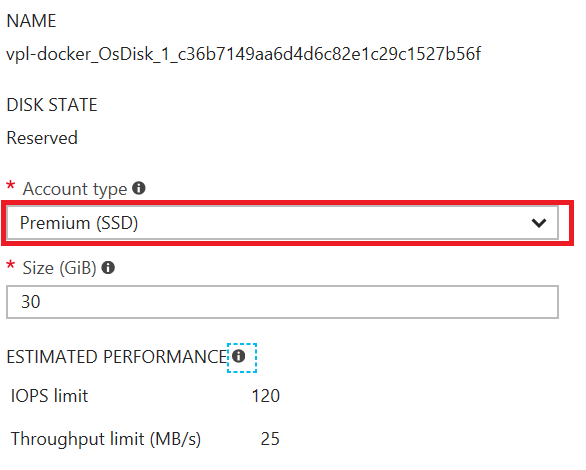 NAME
vpl-docker_OsDisk_1_c36b7149aa6d4d6c82e1c29c1527b56f
DISK STATE
Reserved
* Account type
Premium (SSD)
* Size (GiB)
30
ESTIMATED PERFORMANCE
IOPS limit 120
Throughput limit (MB/s) 25